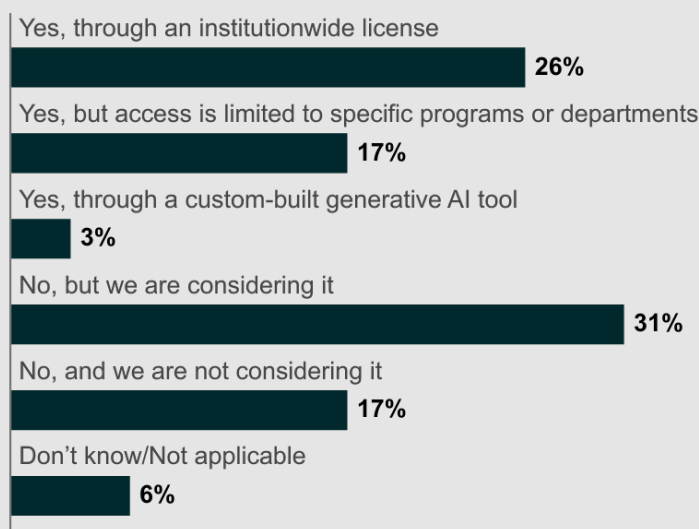 Yes, through an institutionwide license
26%
Yes, but access is limited to specific programs or departments
17%
Yes, through a custom-built generative AI tool
3%
No, but we are considering it
31%
No, and we are not considering it
17%
Don’t know/Not applicable
6%